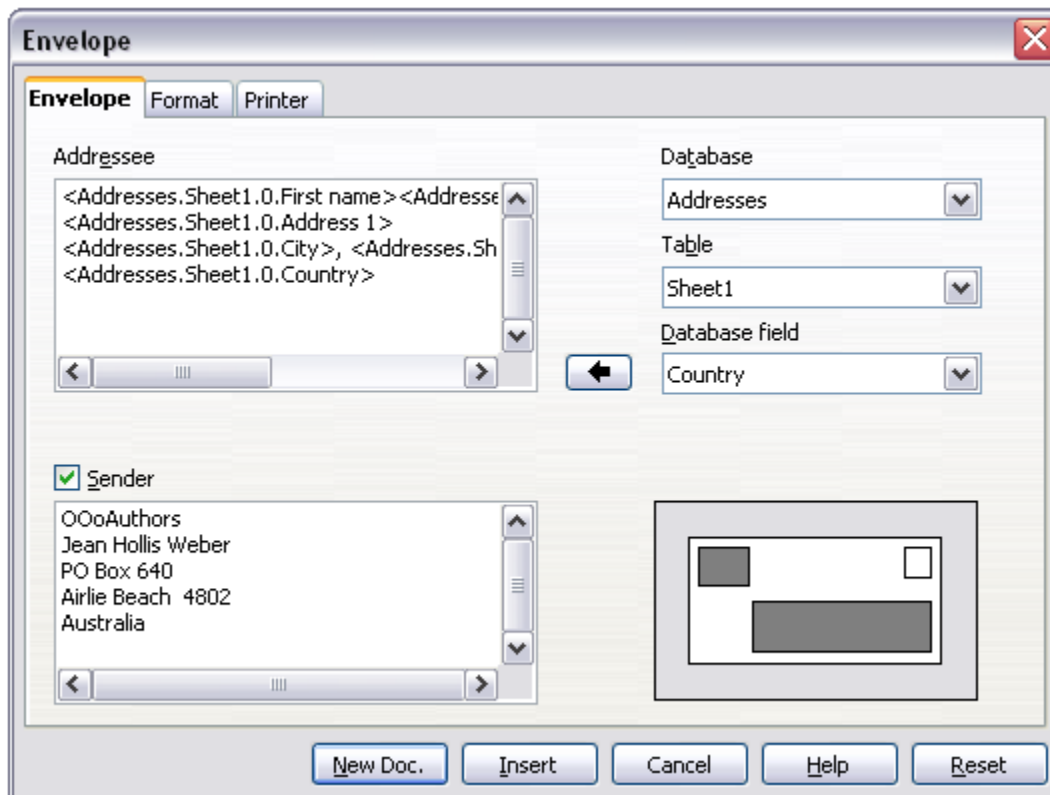 Envelope
Envelope Format Printer
Addressee
<Addresses.Sheet1.0.First name><Addresse
<Addresses.Sheet1.0.Address 1>
<Addresses.Sheet1.0.City>, <Addresses.Sh
<Addresses.Sheet1.0.Country>
Database
Addresses
Table
Sheet1
Database field
Country
Sender
OOoAuthors
Jean Hollis Weber
PO Box 640
Airlie Beach  4802
Australia
New Doc. Insert Cancel Help Reset